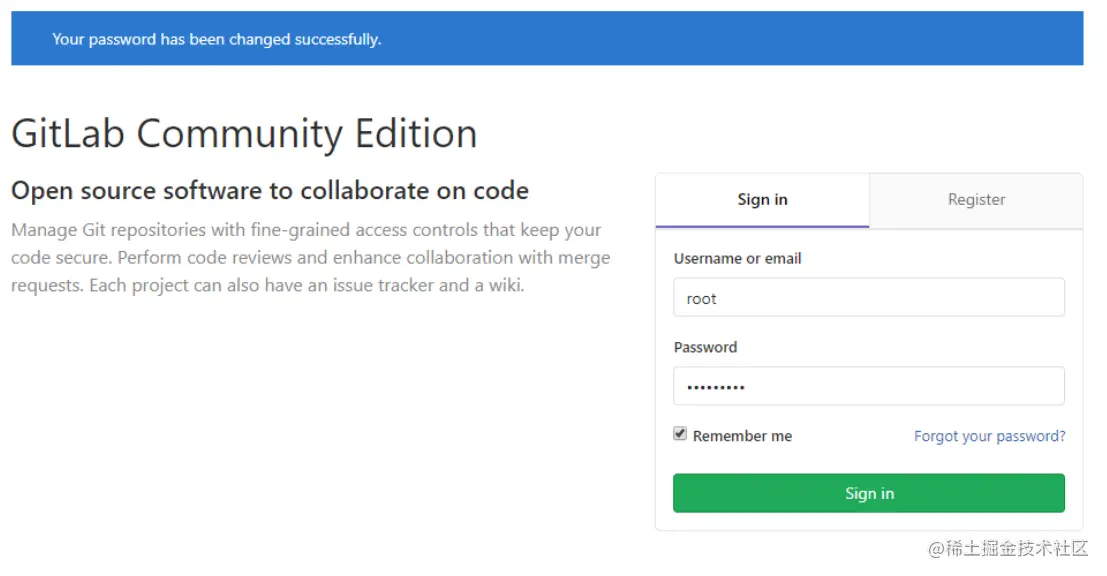 Your password has been changed successfully.
GitLab Community Edition
Open source software to collaborate on code
Manage Git repositories with fine-grained access controls that keep your
code secure. Perform code reviews and enhance collaboration with merge
requests. Each project can also have an issue tracker and a wiki.
Sign in
Register
Username or email
root
Password
•••••••••
Remember me
Forgot your password?
Sign in
@稀土掘金技术社区